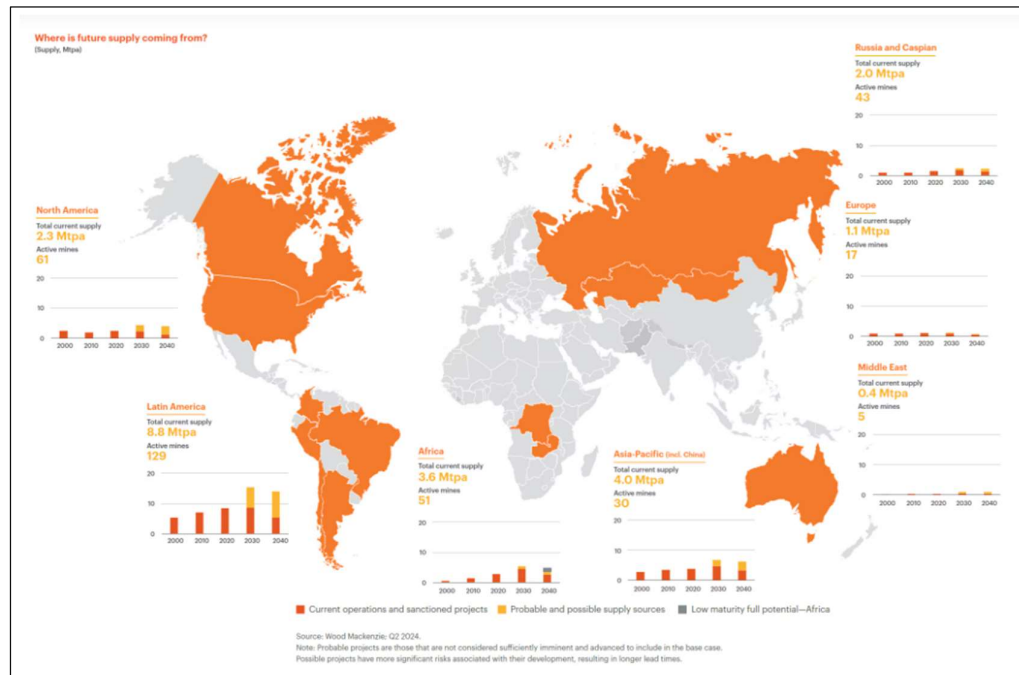 Where is future supply coming from?
(Supply, Mtpa)
Russia and Caspian
Total current supply
2.0 Mtpa
Active mines
43
20
10
0
2000 2010 2020 2030 2040
North America
Total current supply
2.3 Mtpa
Active mines
61
20
10
0
2000 2010 2020 2030 2040
Europe
Total current supply
1.1 Mtpa
Active mines
17
20
10
0
2000 2010 2020 2030 2040
Middle East
Total current supply
0.4 Mtpa
Active mines
5
20
10
0
2000 2010 2020 2030 2040
Latin America
Total current supply
8.8 Mtpa
Active mines
129
20
10
0
2000 2010 2020 2030 2040
Africa
Total current supply
3.6 Mtpa
Active mines
51
20
10
0
2000 2010 2020 2030 2040
Asia-Pacific (incl. China)
Total current supply
4.0 Mtpa
Active mines
30
20
10
0
2000 2010 2020 2030 2040
Current operations and sanctioned projects Probable and possible supply sources Low maturity full potential—Africa
Source: Wood Mackenzie; Q2 2024.
Note: Probable projects are those that are not considered sufficiently imminent and advanced to include in the base case.
Possible projects have more significant risks associated with their development, resulting in longer lead times.